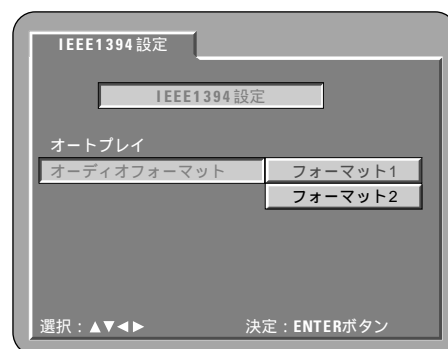 IEEE1394設定
IEEE1394設定
オートプレイ
オーディオフォーマット フォーマット1
フォーマット2
選択：▲▼◀▶ 決定：ENTERボタン